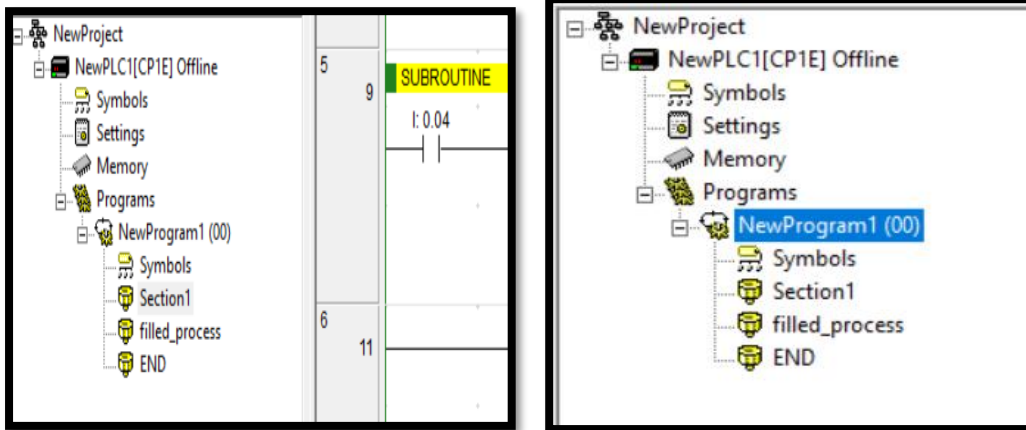 NewProject
NewPLC1[CP1E] Offline
Symbols
Settings
Memory
Programs
NewProgram1 (00)
Symbols
Section1
filled_process
END
5
9
SUBROUTINE
I: 0.04
6
11
NewProject
NewPLC1[CP1E] Offline
Symbols
Settings
Memory
Programs
NewProgram1 (00)
Symbols
Section1
filled_process
END